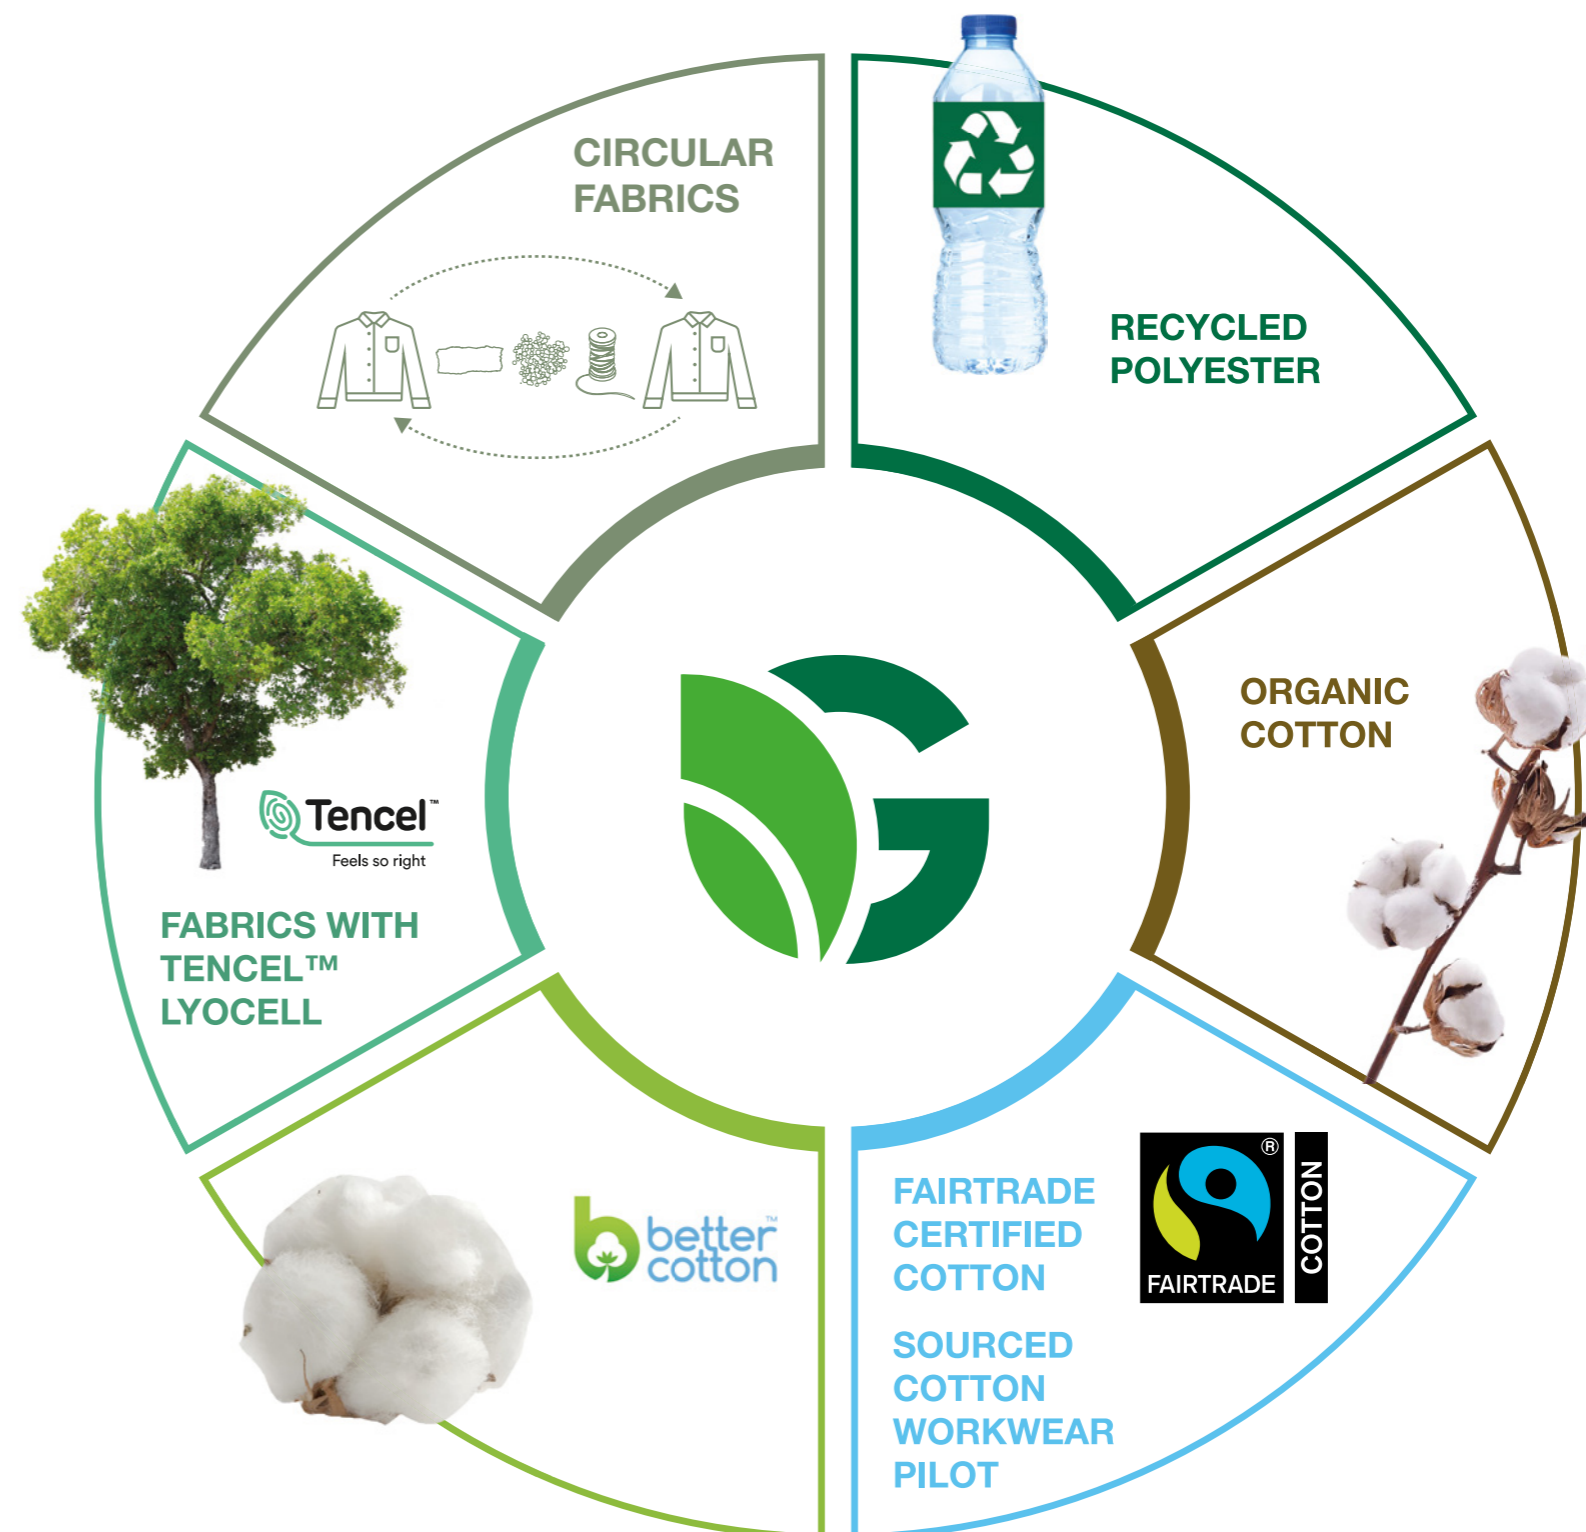 CIRCULAR
FABRICS
RECYCLED
POLYESTER
ORGANIC
COTTON
FAIRTRADE
CERTIFIED
COTTON
SOURCED
COTTON
WORKWEAR
PILOT
®
FAIRTRADE
COTTON
better™
cotton
Tencel™
Feels so right
FABRICS WITH
TENCEL™
LYOCELL
G